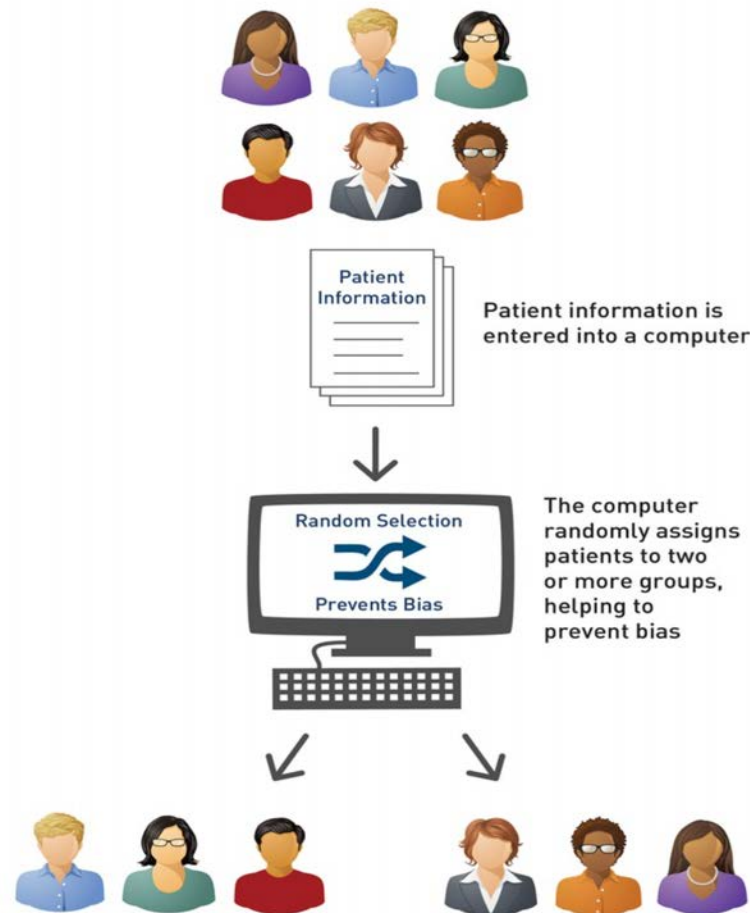 Patient
Information
Patient information is
entered into a computer
Random Selection
Prevents Bias
The computer
randomly assigns
patients to two
or more groups,
helping to
prevent bias